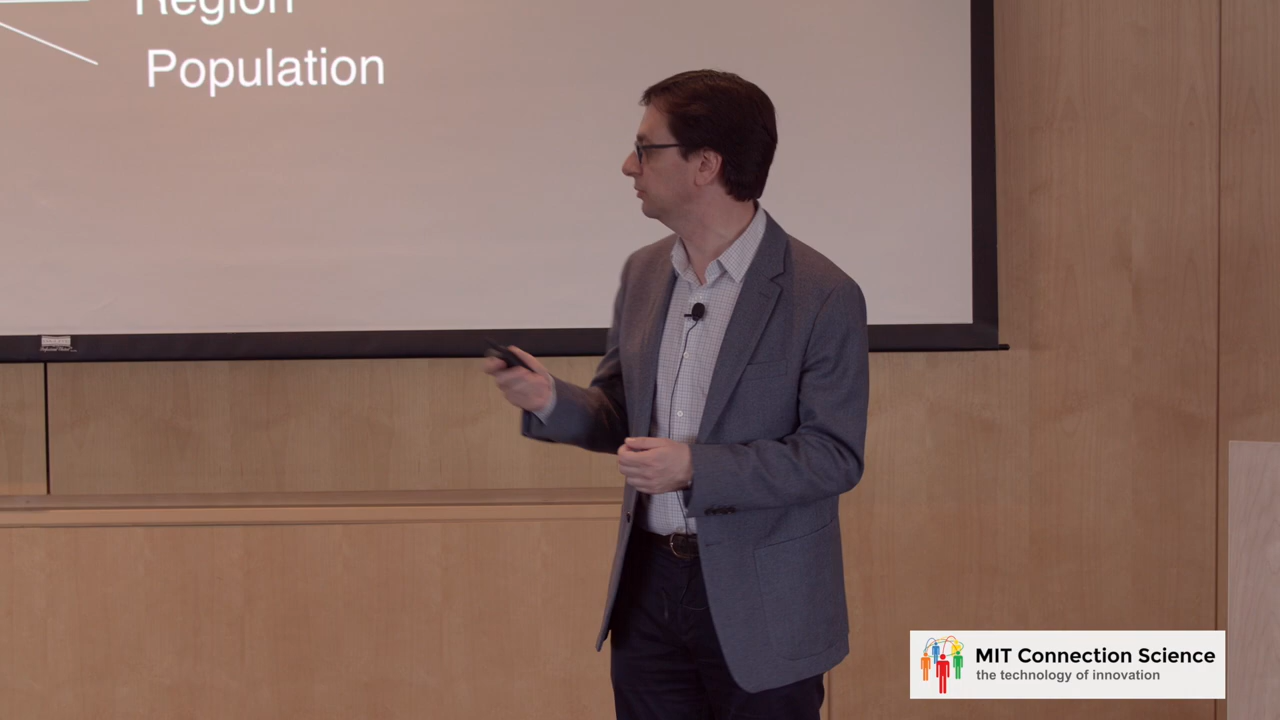 Region
Population
MIT Connection Science
the technology of innovation